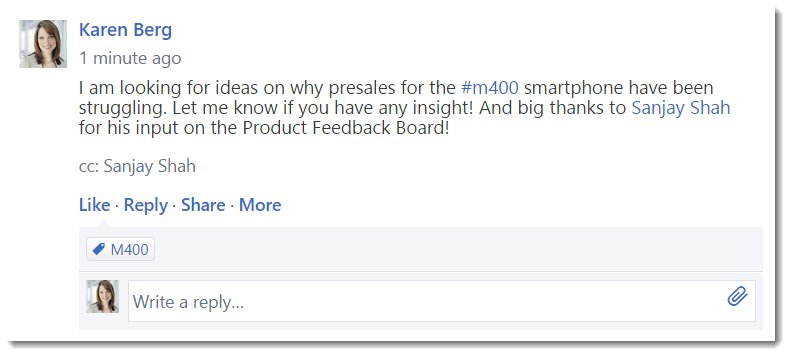 Karen Berg
1 minute ago
I am looking for ideas on why presales for the #m400 smartphone have been
struggling. Let me know if you have any insight! And big thanks to Sanjay Shah
for his input on the Product Feedback Board!
cc: Sanjay Shah
Like · Reply · Share · More
M400
Write a reply...